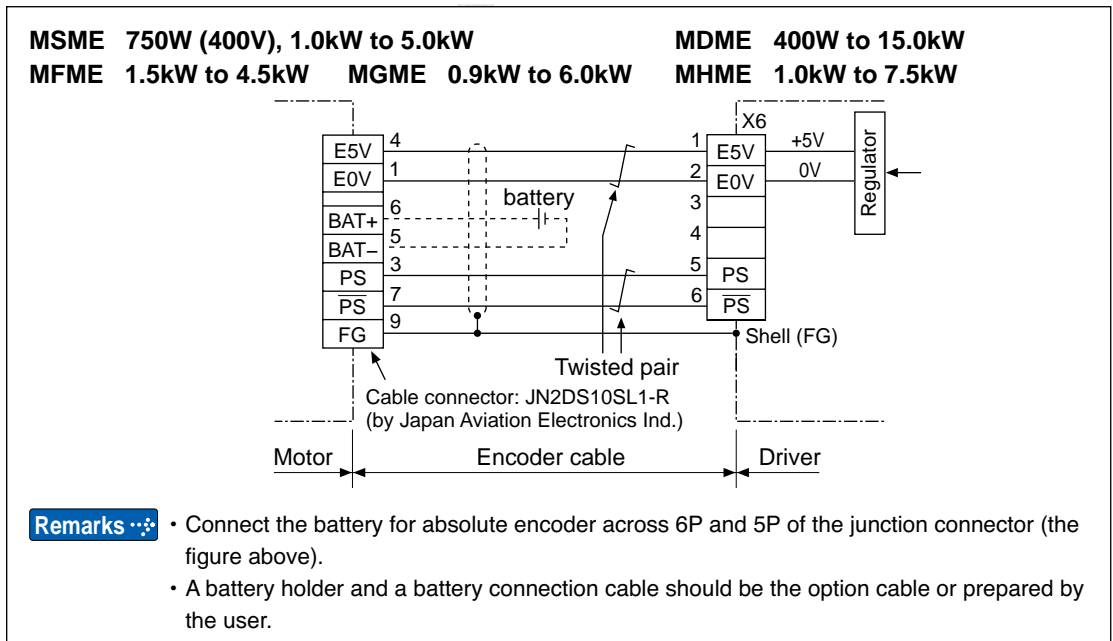 MSME 750W (400V), 1.0kW to 5.0kW MDME 400W to 15.0kW
MFME 1.5kW to 4.5kW MGME 0.9kW to 6.0kW MHME 1.0kW to 7.5kW
X6
E5V 4 1 E5V +5V
E0V 1 2 E0V 0V
Regulator
battery
3
BAT+ 6
4
BAT– 5
PS 3 5 PS
P̅S̅ 7 6 P̅S̅
FG 9 Shell (FG)
Twisted pair
Cable connector: JN2DS10SL1-R
(by Japan Aviation Electronics Ind.)
Motor Encoder cable Driver
Remarks
・Connect the battery for absolute encoder across 6P and 5P of the junction connector (the
figure above).
・A battery holder and a battery connection cable should be the option cable or prepared by
the user.